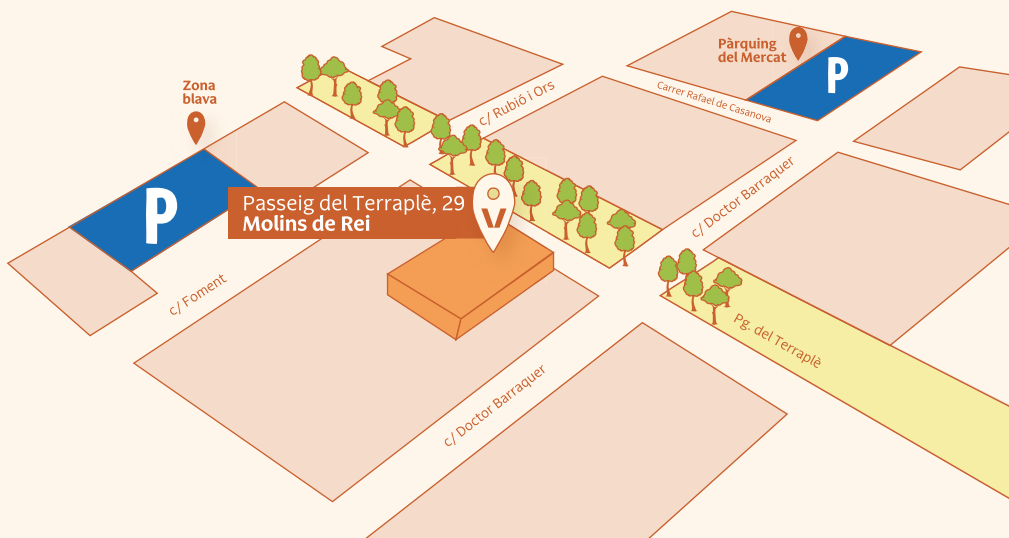 Pàrquing
del Mercat
P
Zona
blava
Carrer Rafael de Casanova
c/ Rubió i Ors
P
Passeig del Terraplè, 29
Molins de Rei
c/ Doctor Barraquer
c/ Foment
Pg. del Terraplè
c/ Doctor Barraquer